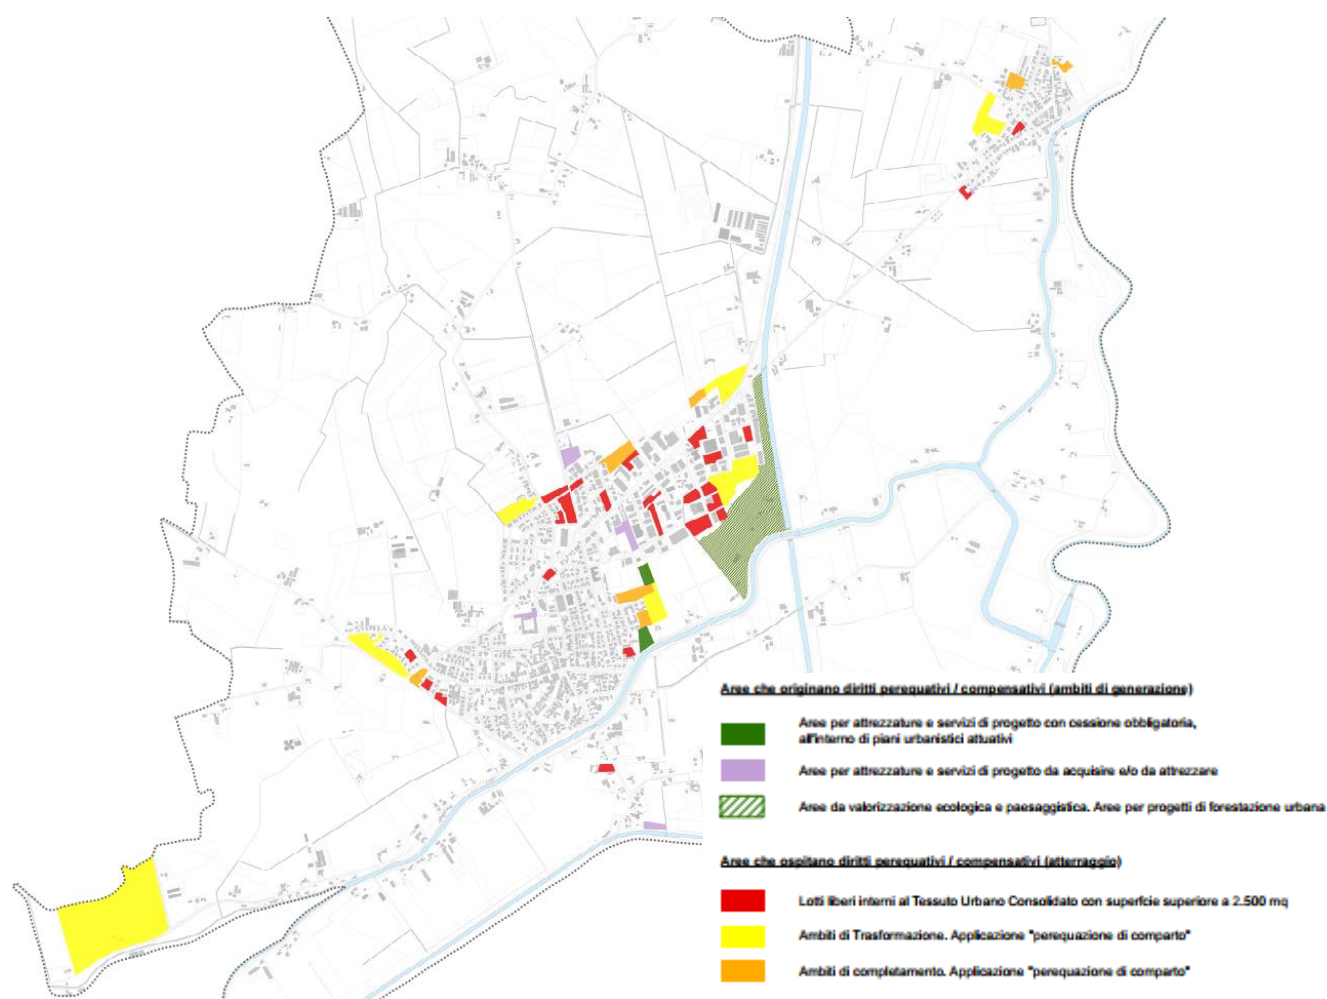 Aree che originano diritti perequativi / compensativi (ambiti di generazione)
Aree per attrezzature e servizi di progetto con cessione obbligatoria,
all'interno di piani urbanistici attuativi
Aree per attrezzature e servizi di progetto da acquisire e/o da attrezzare
Aree da valorizzazione ecologica e paesaggistica. Aree per progetti di forestazione urbana
Aree che ospitano diritti perequativi / compensativi (atterraggio)
Lotti liberi interni al Tessuto Urbano Consolidato con superfcie superiore a 2.500 mq
Ambiti di Trasformazione. Applicazione "perequazione di comparto"
Ambiti di completamento. Applicazione "perequazione di comparto"